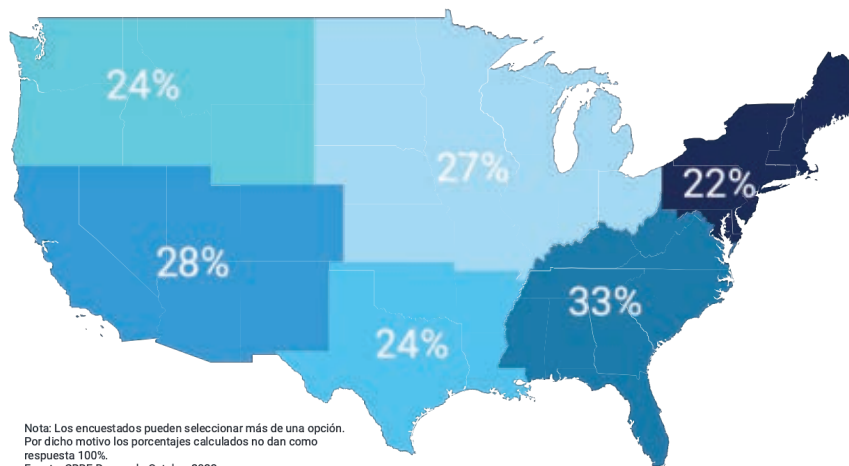 24%
27%
22%
28%
33%
24%
Nota: Los encuestados pueden seleccionar más de una opción.
Por dicho motivo los porcentajes calculados no dan como
respuesta 100%.